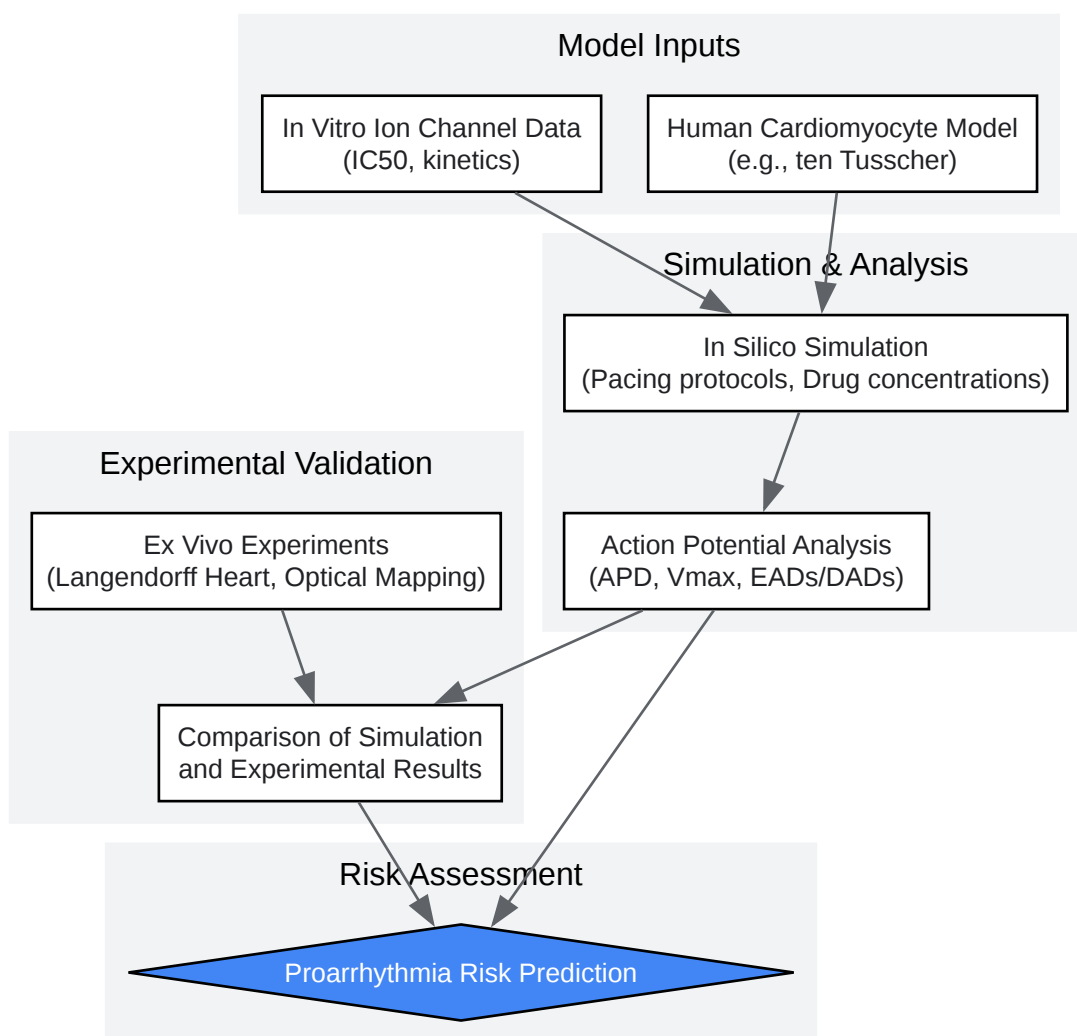 Model Inputs
In Vitro Ion Channel Data
(IC50, kinetics)
Human Cardiomyocyte Model
(e.g., ten Tusscher)
Simulation & Analysis
In Silico Simulation
(Pacing protocols, Drug concentrations)
Experimental Validation
Ex Vivo Experiments
(Langendorff Heart, Optical Mapping)
Action Potential Analysis
(APD, Vmax, EADs/DADs)
Comparison of Simulation
and Experimental Results
Risk Assessment
Proarrhythmia Risk Prediction